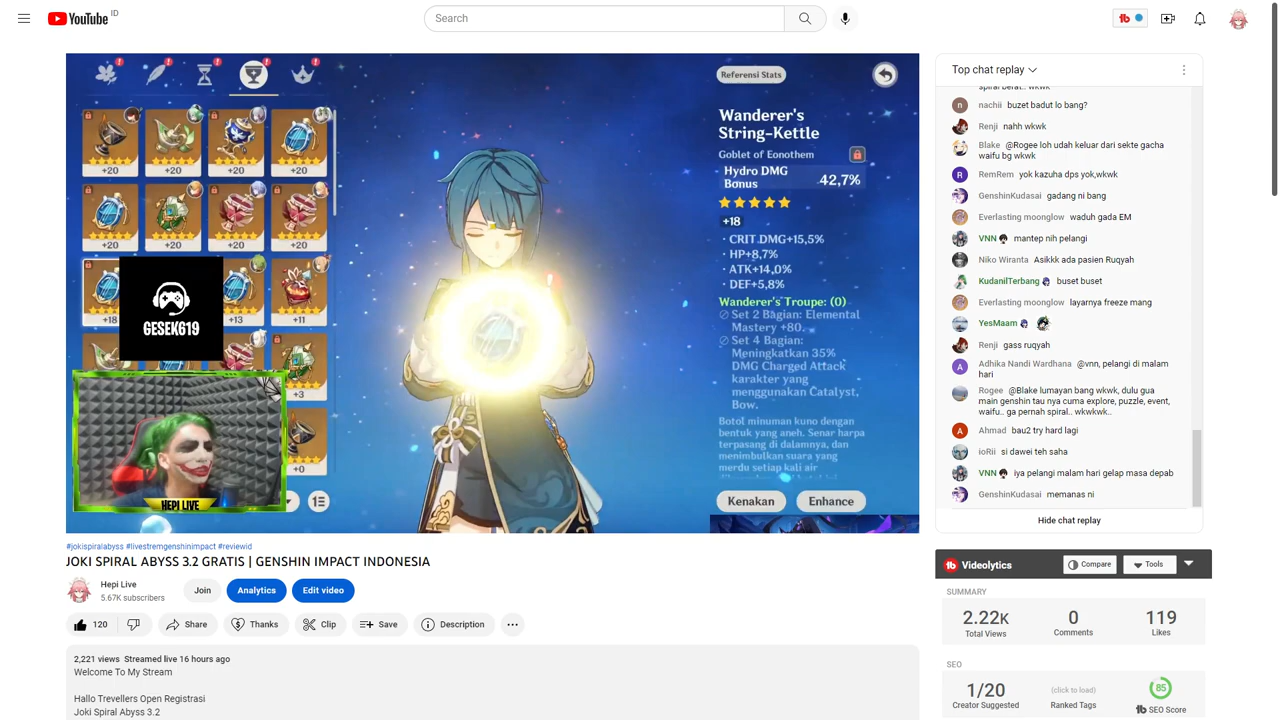 YouTube ID
Search
Referensi Stats
Wanderer's
String-Kettle
Goblet of Eonothem
Hydro DMG
Bonus
42,7%
+18
· CRIT DMG+15,5%
· HP+8,7%
· ATK+14,0%
· DEF+5,8%
Wanderer's Troupe: (0)
Set 2 Bagian: Elemental
Mastery +80.
Set 4 Bagian:
Meningkatkan 35%
DMG Charged Attack
karakter yang
menggunakan Catalyst,
Bow.
Botol minuman kuno dengan
bentuk yang aneh. Senar harpa
terpasang di dalamnya, dan
menimbulkan suara yang
merdu setiap kali air
Kenakan
Enhance
+20 +20 +20 +20
+20 +20 +20 +20
+18 +13 +11
+3
+0
GESEK619
HEPI LIVE
#jokispiralabyss #livestremgenshinimpact #reviewid
JOKI SPIRAL ABYSS 3.2 GRATIS | GENSHIN IMPACT INDONESIA
Hepi Live
5.67K subscribers
Join
Analytics
Edit video
120
Share
Thanks
Clip
Save
Description
2,221 views Streamed live 16 hours ago
Welcome To My Stream
Hallo Trevellers Open Registrasi
Joki Spiral Abyss 3.2
Top chat replay
spiral berat.. wkwk
nachii buzet badut lo bang?
Renji nahh wkwk
Blake @Rogee loh udah keluar dari sekte gacha
waifu bg wkwk
RemRem yok kazuha dps yok,wkwk
GenshinKudasai gadang ni bang
Everlasting moonglow waduh gada EM
VNN mantep nih pelangi
Niko Wiranta Asikkk ada pasien Ruqyah
KudanilTerbang buset buset
Everlasting moonglow layarnya freeze mang
YesMaam
Renji gass ruqyah
Adhika Nandi Wardhana @vnn, pelangi di malam
hari
Rogee @Blake lumayan bang wkwk, dulu gua
main genshin tau nya cuma explore, puzzle, event,
waifu.. ga pernah spiral.. wkwkwk..
Ahmad bau2 try hard lagi
ioRii si dawei teh saha
VNN iya pelangi malam hari gelap masa depab
GenshinKudasai memanas ni
Hide chat replay
Videolytics
Compare
Tools
SUMMARY
2.22K
Total Views
0
Comments
119
Likes
SEO
1/20
Creator Suggested
(click to load)
Ranked Tags
85
SEO Score